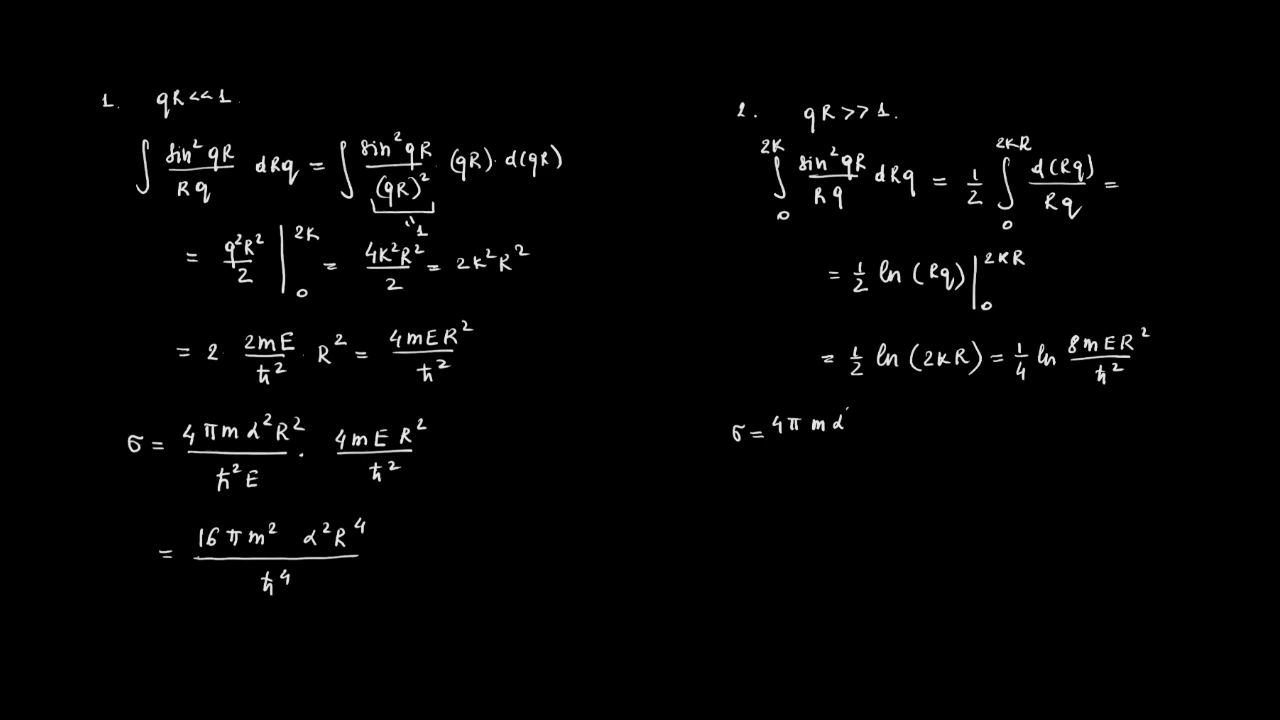 1. qR<<1.
∫ sin²qR / Rq dRq = ∫ sin²qR / (qR)² · (qR) · d(qR)
"1
= q²R² / 2 |₀^2K = 4K²R² / 2 = 2K²R²
= 2 · 2mE / ħ² · R² = 4mER² / ħ²
σ = 4πmα²R² / ħ²E · 4mER² / ħ²
= 16πm² α²R⁴ / ħ⁴
2. qR>>1.
∫₀^2K sin²qR / Rq dRq = 1/2 ∫₀^2KR d(Rq) / Rq =
= 1/2 ln (Rq) |₀^2KR
= 1/2 ln (2KR) = 1/4 ln 8mER² / ħ²
σ = 4π m α